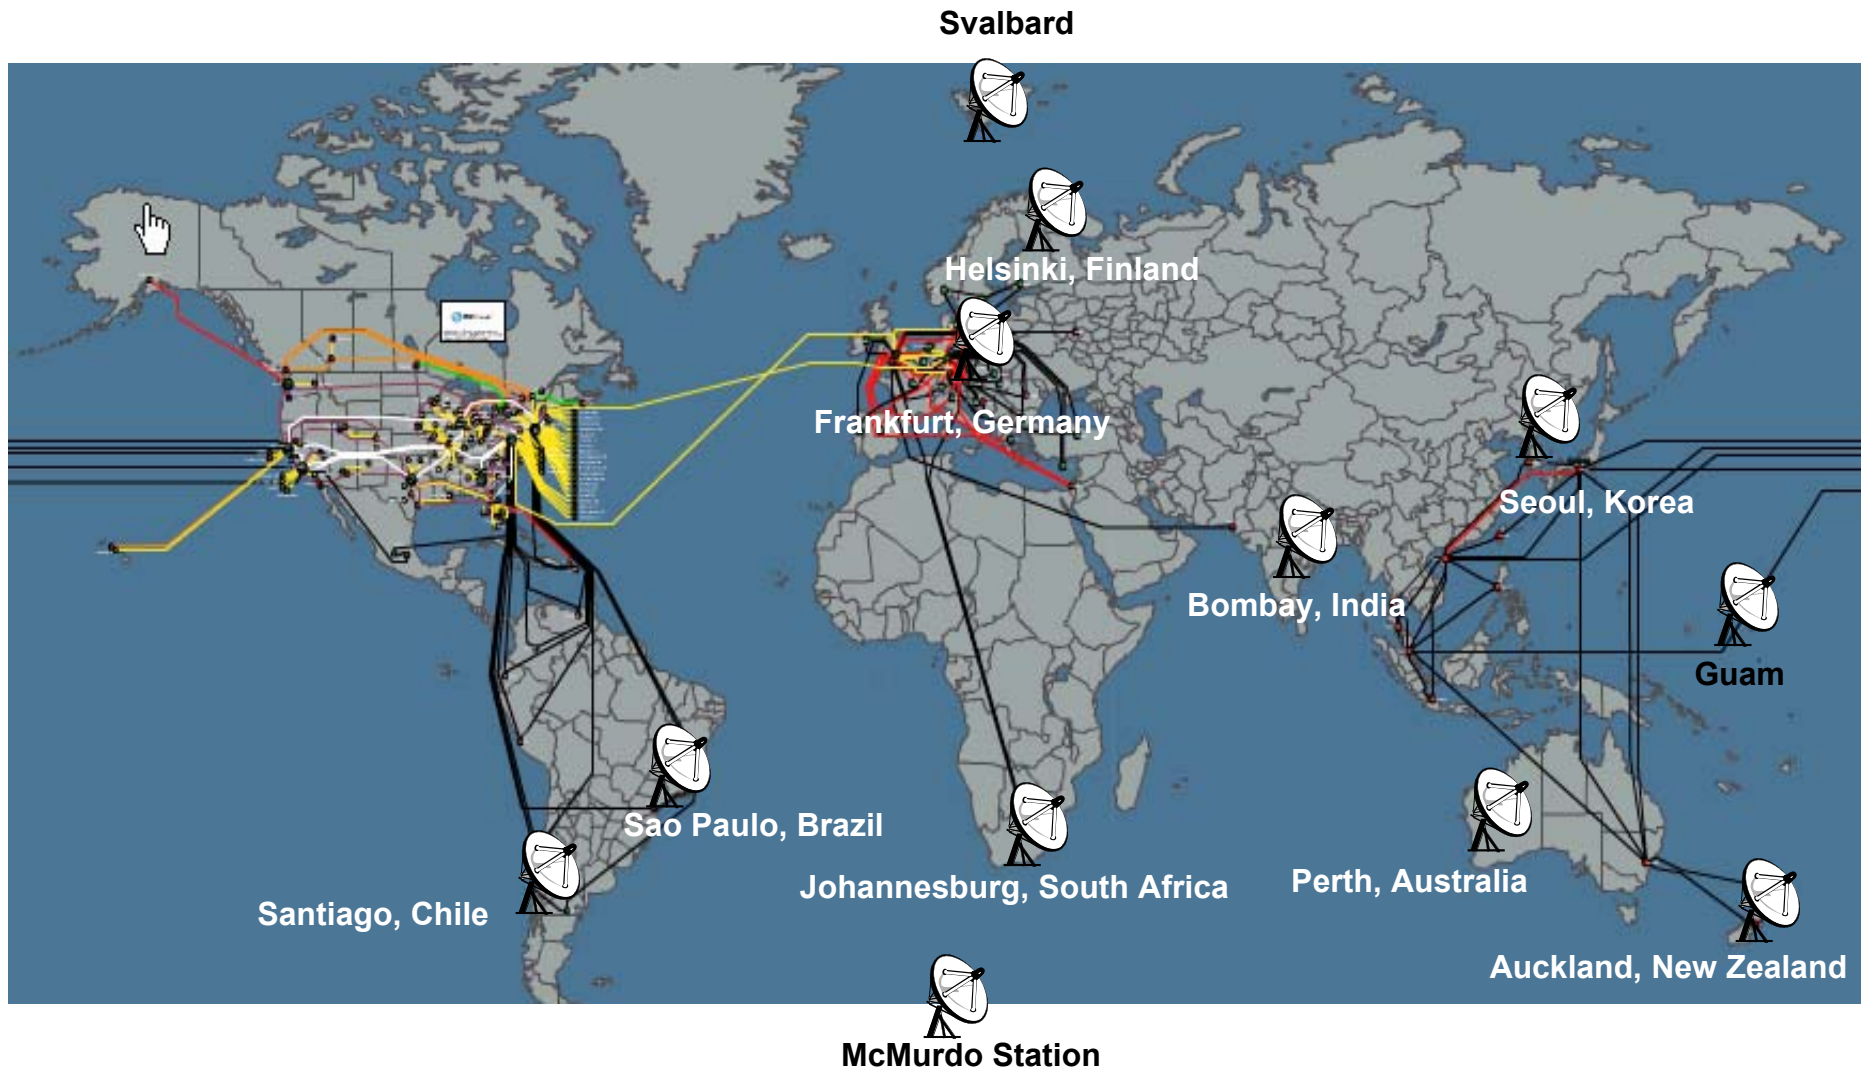 Svalbard
Helsinki, Finland
Frankfurt, Germany
Seoul, Korea
Bombay, India
Guam
Sao Paulo, Brazil
Johannesburg, South Africa
Perth, Australia
Santiago, Chile
Auckland, New Zealand
McMurdo Station